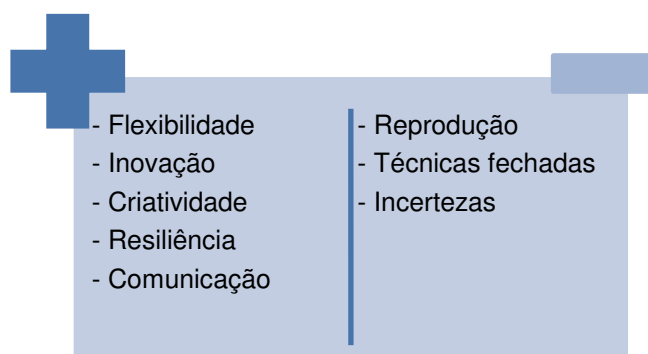 - Flexibilidade
- Inovação
- Criatividade
- Resiliência
- Comunicação
- Reprodução
- Técnicas fechadas
- Incertezas